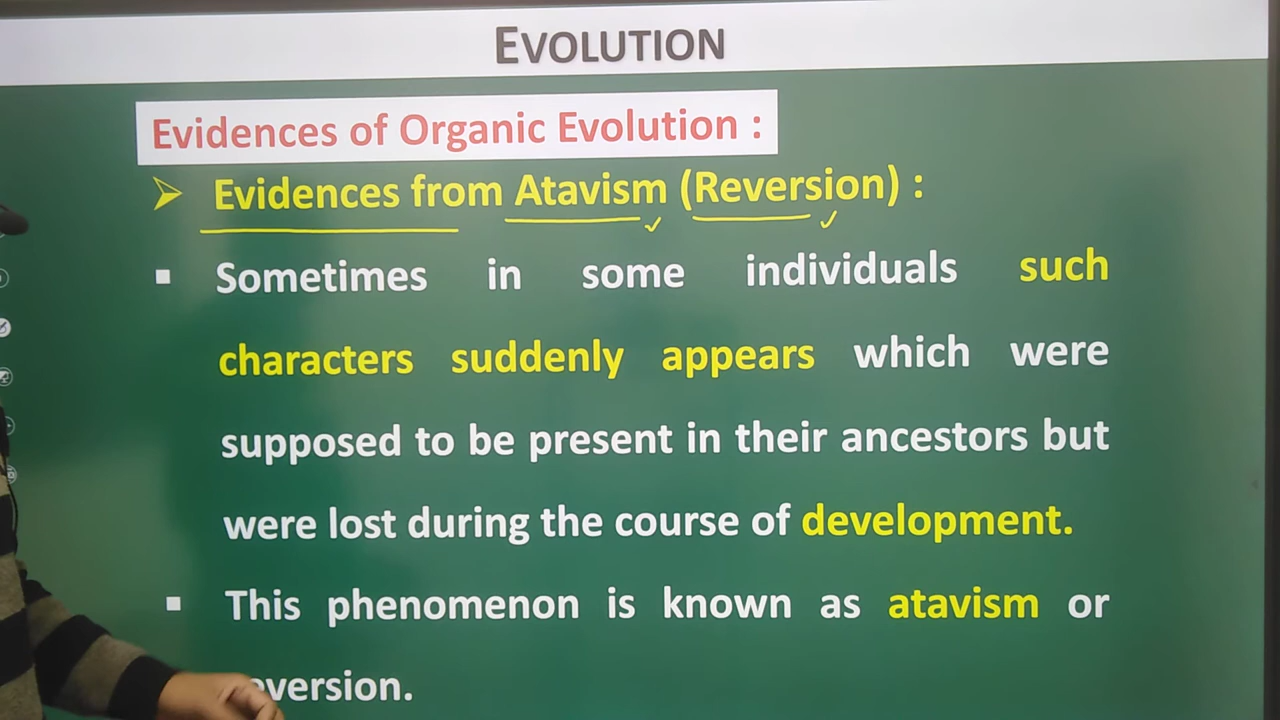 EVOLUTION
Evidences of Organic Evolution :
Evidences from Atavism (Reversion) :
Sometimes in some individuals such
characters suddenly appears which were
supposed to be present in their ancestors but
were lost during the course of development.
This phenomenon is known as atavism or
eversion.